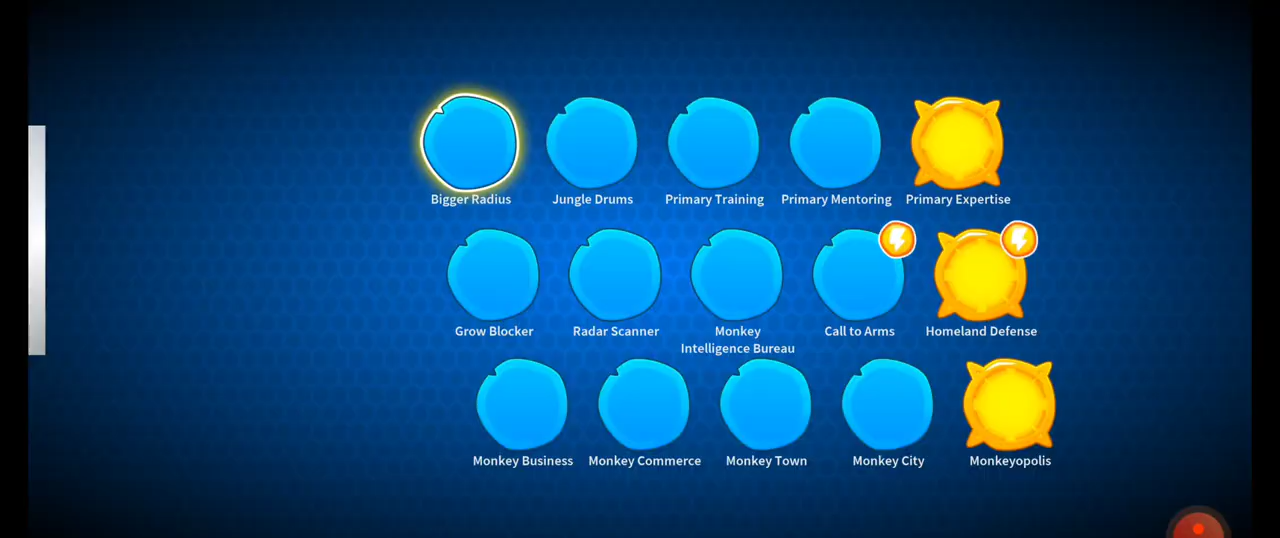 Bigger Radius
Jungle Drums
Primary Training
Primary Mentoring
Primary Expertise
Grow Blocker
Radar Scanner
Monkey
Intelligence Bureau
Call to Arms
Homeland Defense
Monkey Business
Monkey Commerce
Monkey Town
Monkey City
Monkeyopolis